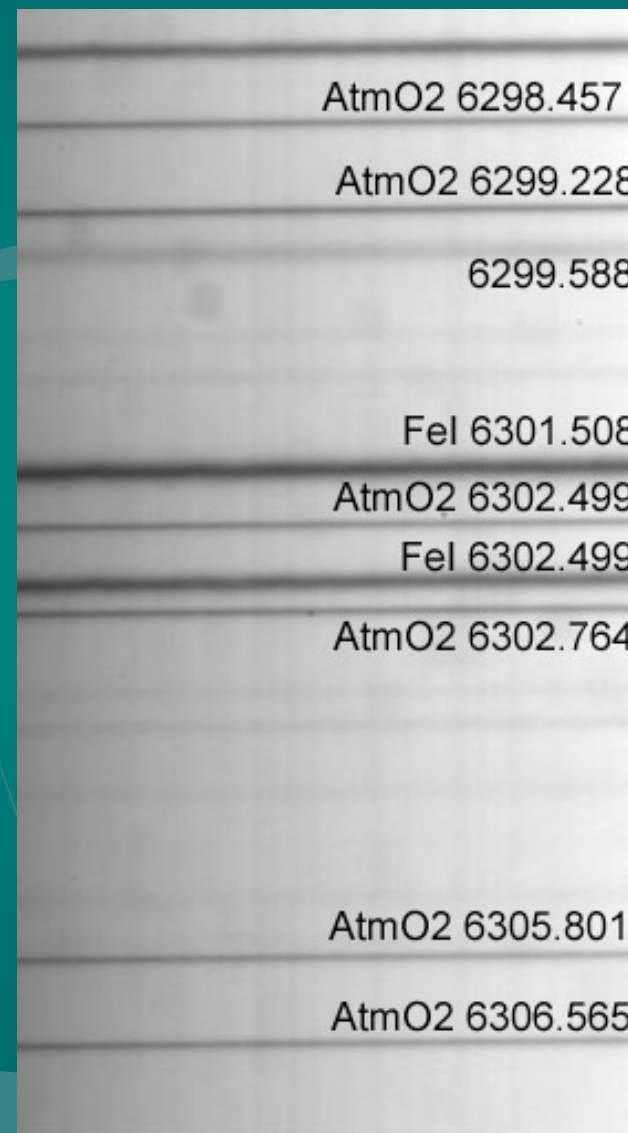 AtmO2 6298.457
AtmO2 6299.228
6299.588
FeI 6301.508
AtmO2 6302.499
FeI 6302.499
AtmO2 6302.764
AtmO2 6305.801
AtmO2 6306.565